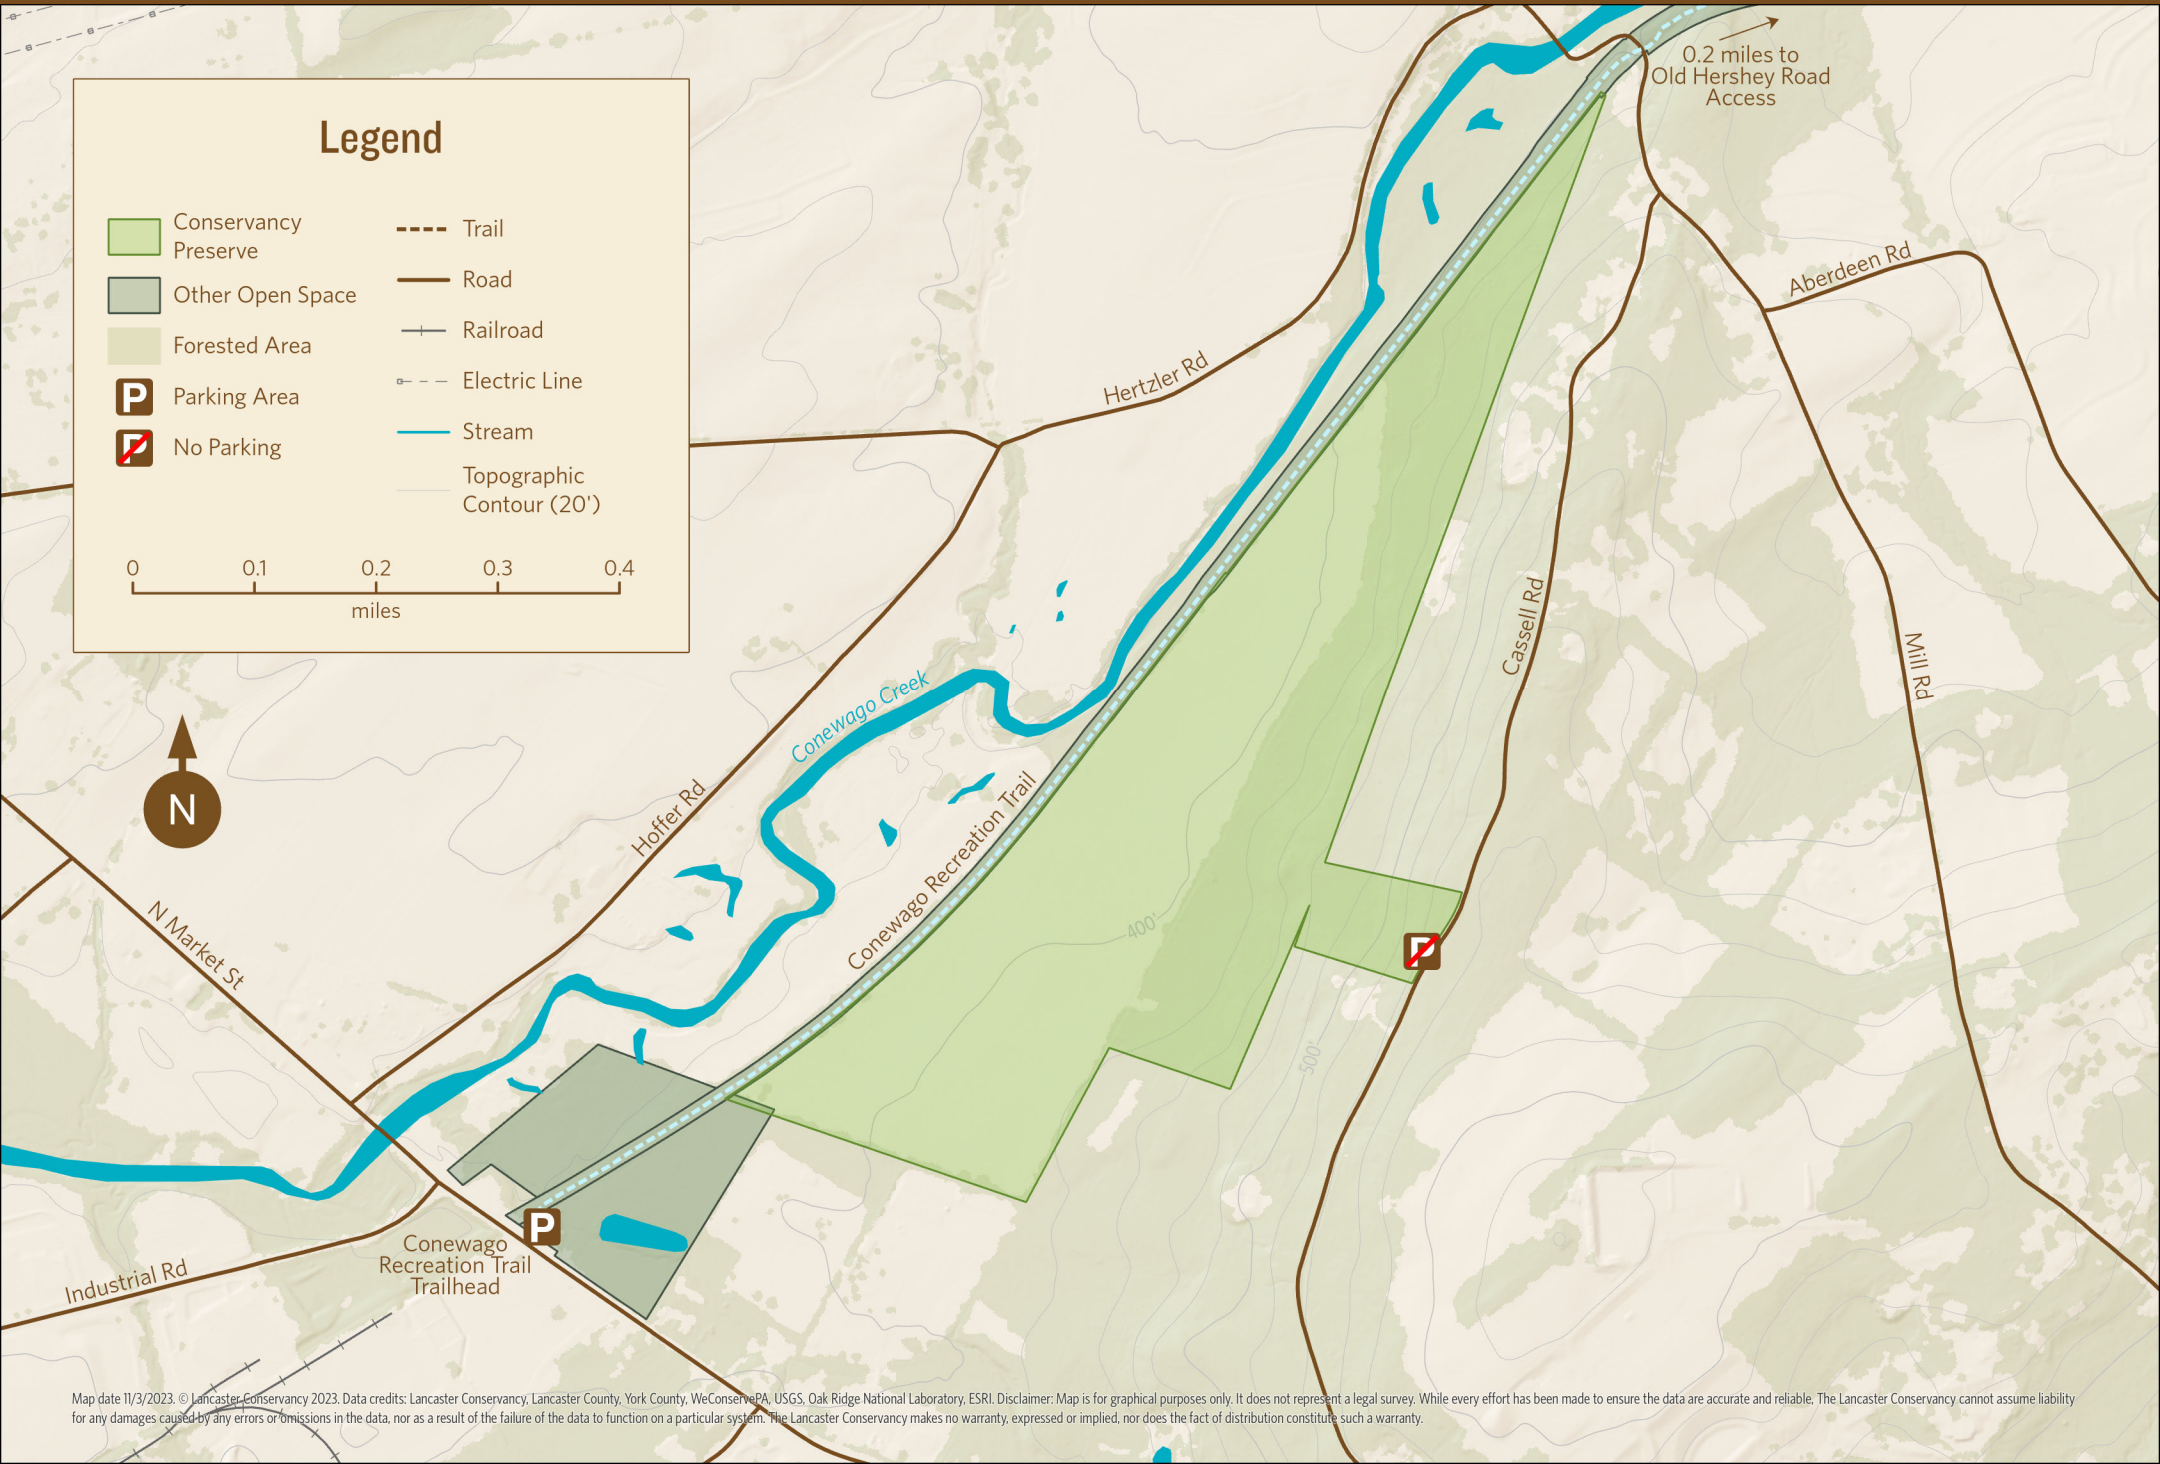 0.2 miles to
Old Hershey Road
Access
Legend
Conservancy
Preserve
Other Open Space
Forested Area
P
Parking Area
P
No Parking
Trail
Road
Railroad
Electric Line
Stream
Topographic
Contour (20')
0 0.1 0.2 0.3 0.4
miles
Aberdeen Rd
Hertzler Rd
Cassell Rd
Mill Rd
Conewago Creek
N
Hoffer Rd
Conewago Recreation Trail
N Market St
400'
P
500'
P
Conewago
Recreation Trail
Trailhead
Industrial Rd
Map date 11/3/2023. © Lancaster Conservancy 2023. Data credits: Lancaster Conservancy, Lancaster County, York County, WeConservePA, USGS, Oak Ridge National Laboratory, ESRI. Disclaimer: Map is for graphical purposes only. It does not represent a legal survey. While every effort has been made to ensure the data are accurate and reliable, The Lancaster Conservancy cannot assume liability
for any damages caused by any errors or omissions in the data, nor as a result of the failure of the data to function on a particular system. The Lancaster Conservancy makes no warranty, expressed or implied, nor does the fact of distribution constitute such a warranty.